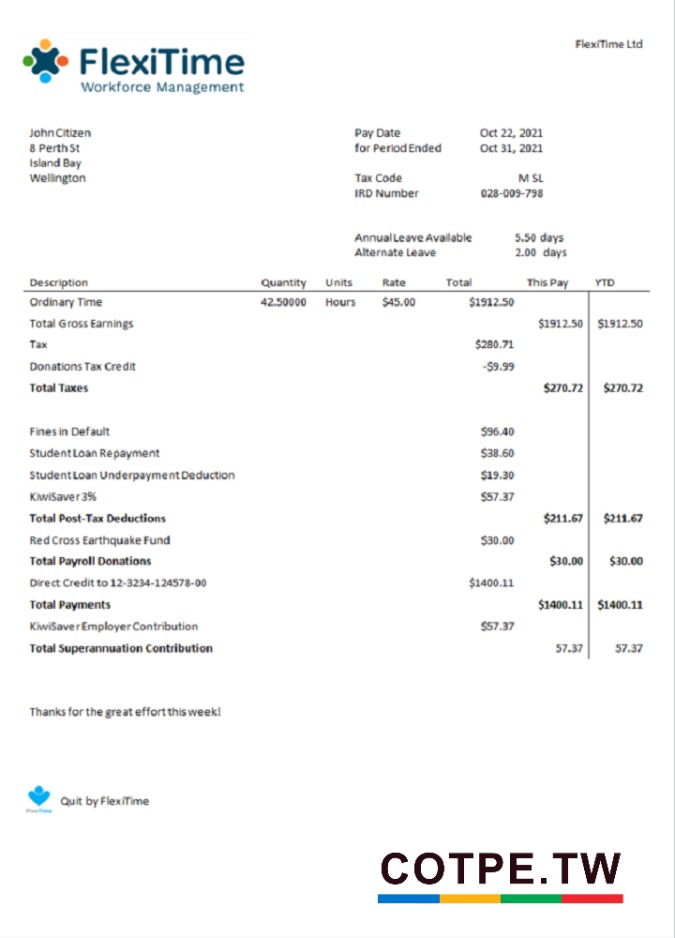 FlexiTime
Workforce Management
FlexiTime Ltd
John Citizen
8 Perth St
Island Bay
Wellington
Pay Date Oct 22, 2021
for Period Ended Oct 31, 2021
Tax Code M SL
IRD Number 028-009-798
Annual Leave Available 5.50 days
Alternate Leave 2.00 days
Description Quantity Units Rate Total This Pay YTD
Ordinary Time 42.50000 Hours $45.00 $1912.50
Total Gross Earnings $1912.50 $1912.50
Tax $280.71
Donations Tax Credit -$9.99
Total Taxes $270.72 $270.72
Fines in Default $96.40
Student Loan Repayment $38.60
Student Loan Underpayment Deduction $19.30
KiwiSaver 3% $57.37
Total Post-Tax Deductions $211.67 $211.67
Red Cross Earthquake Fund $30.00
Total Payroll Donations $30.00 $30.00
Direct Credit to 12-3234-124578-00 $1400.11
Total Payments $1400.11 $1400.11
KiwiSaver Employer Contribution $57.37
Total Superannuation Contribution 57.37 57.37
Thanks for the great effort this week!
FlexiTime
Quit by FlexiTime
COTPE.TW